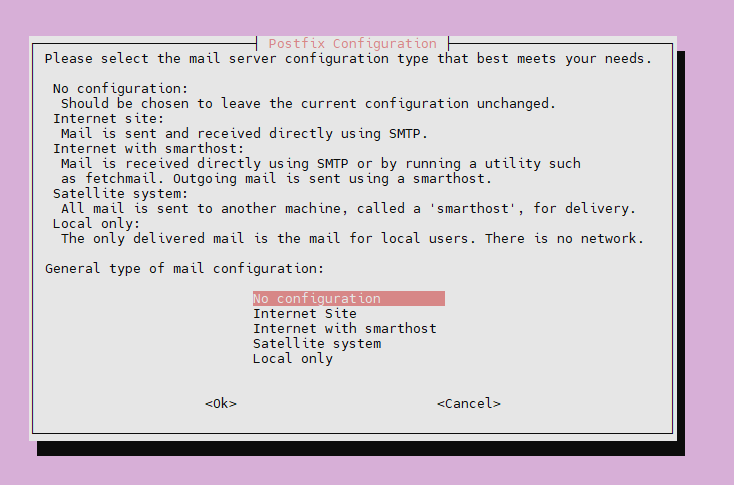 Postfix Configuration
Please select the mail server configuration type that best meets your needs.
No configuration:
Should be chosen to leave the current configuration unchanged.
Internet site:
Mail is sent and received directly using SMTP.
Internet with smarthost:
Mail is received directly using SMTP or by running a utility such
as fetchmail. Outgoing mail is sent using a smarthost.
Satellite system:
All mail is sent to another machine, called a 'smarthost', for delivery.
Local only:
The only delivered mail is the mail for local users. There is no network.
General type of mail configuration:
No configuration
Internet Site
Internet with smarthost
Satellite system
Local only
<Ok> <Cancel>